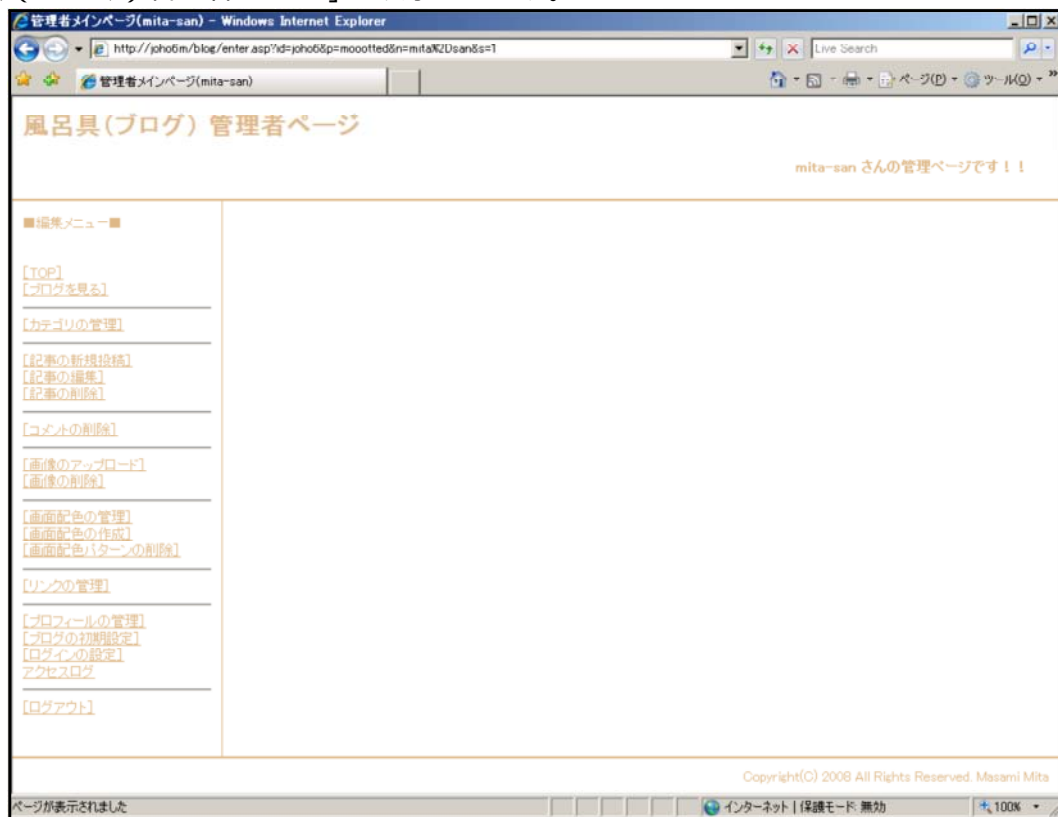 管理者メインページ(mita-san) - Windows Internet Explorer
http://joho6m/blog/enter.asp?id=joho6&p=moootted&n=mita%2Dsan&s=1
Live Search
管理者メインページ(mita-san)
ページ(P)
ツール(O)
風呂具(ブログ) 管理者ページ
mita-san さんの管理ページです!!
■編集メニュー■
[TOP]
[ブログを見る]
[カテゴリの管理]
[記事の新規投稿]
[記事の編集]
[記事の削除]
[コメントの削除]
[画像のアップロード]
[画像の削除]
[画面配色の管理]
[画面配色の作成]
[画面配色パターンの削除]
[リンクの管理]
[プロフィールの管理]
[ブログの初期設定]
[ログインの設定]
アクセスログ
[ログアウト]
Copyright(C) 2008 All Rights Reserved. Masami Mita
ページが表示されました
インターネット | 保護モード: 無効
100%